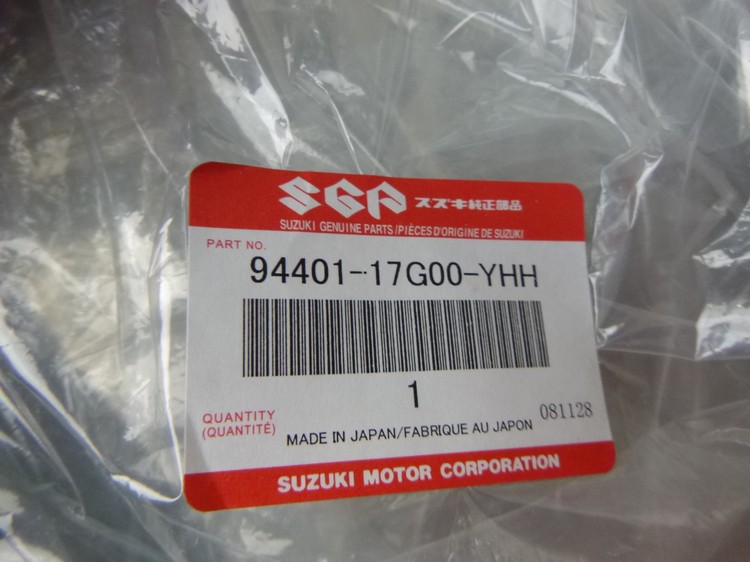 SGP スズキ純正部品
SUZUKI GENUINE PARTS/PIÈCES D'ORIGINE DE SUZUKI
PART NO.
94401-17G00-YHH
1
QUANTITY
(QUANTITÉ)
MADE IN JAPAN/FABRIQUE AU JAPON
081128
SUZUKI MOTOR CORPORATION